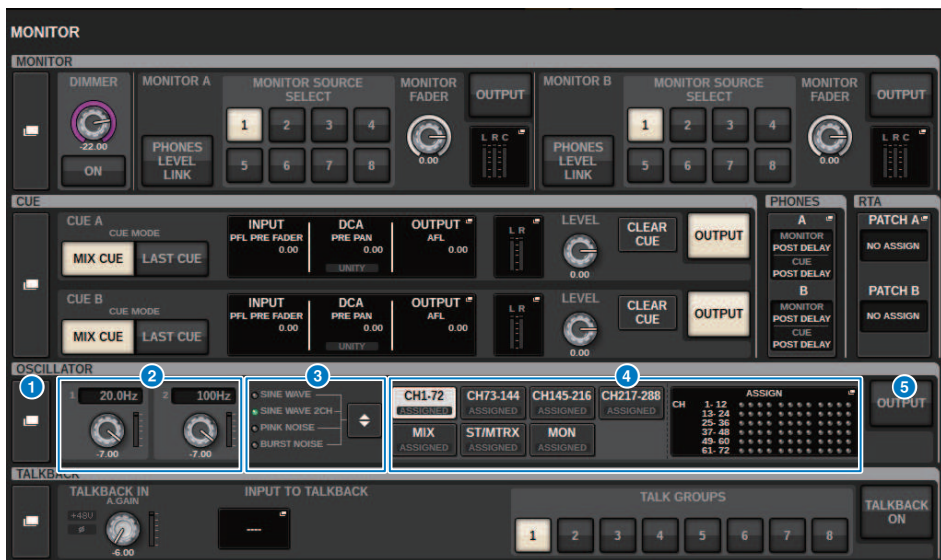 MONITOR
MONITOR
DIMMER
-22.00
ON
MONITOR A
PHONES
LEVEL
LINK
MONITOR SOURCE
SELECT
1 2 3 4
5 6 7 8
MONITOR
FADER
0.00
OUTPUT
L R C
MONITOR B
PHONES
LEVEL
LINK
MONITOR SOURCE
SELECT
1 2 3 4
5 6 7 8
MONITOR
FADER
0.00
OUTPUT
L R C
CUE
CUE A
CUE MODE
MIX CUE
LAST CUE
INPUT
PFL PRE FADER
0.00
DCA
PRE PAN
0.00
UNITY
OUTPUT
AFL
0.00
L R
LEVEL
0.00
CLEAR
CUE
OUTPUT
CUE B
CUE MODE
MIX CUE
LAST CUE
INPUT
PFL PRE FADER
0.00
DCA
PRE PAN
0.00
UNITY
OUTPUT
AFL
0.00
L R
LEVEL
0.00
CLEAR
CUE
OUTPUT
PHONES
A
MONITOR
POST DELAY
CUE
POST DELAY
B
MONITOR
POST DELAY
CUE
POST DELAY
RTA
PATCH A
NO ASSIGN
PATCH B
NO ASSIGN
OSCILLATOR
1
2
1 20.0Hz
-7.00
2 100Hz
-7.00
3
SINE WAVE
SINE WAVE 2CH
PINK NOISE
BURST NOISE
4
CH1-72
ASSIGNED
CH73-144
ASSIGNED
CH145-216
ASSIGNED
CH217-288
ASSIGNED
MIX
ASSIGNED
ST/MTRX
ASSIGNED
MON
ASSIGNED
ASSIGN
CH 1- 12
13- 24
25- 36
37- 48
49- 60
61- 72
5
OUTPUT
TALKBACK
TALKBACK IN
A.GAIN
+48V
Ø
-6.00
INPUT TO TALKBACK
----
TALK GROUPS
1 2 3 4 5 6 7 8
TALKBACK
ON